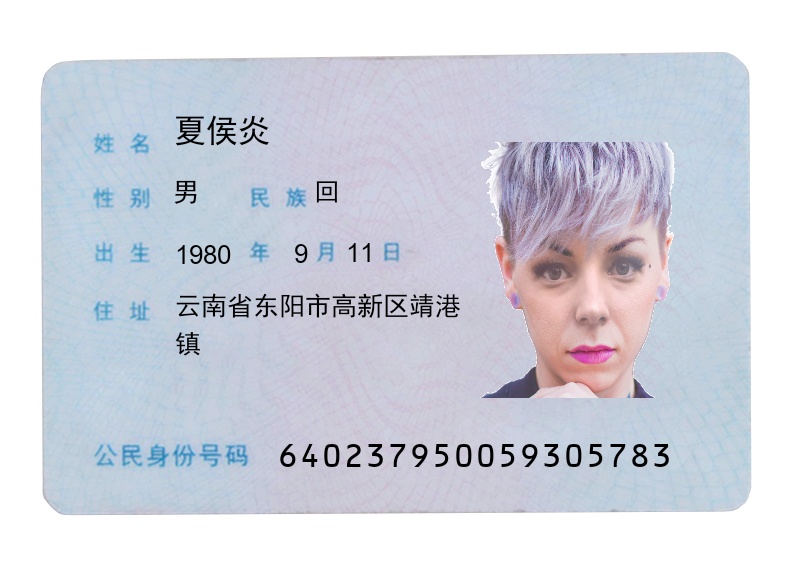 姓名 夏侯炎
性别 男 民族 回
出生 1980 年 9 月 11 日
住址 云南省东阳市高新区靖港
镇
公民身份号码 640237950059305783